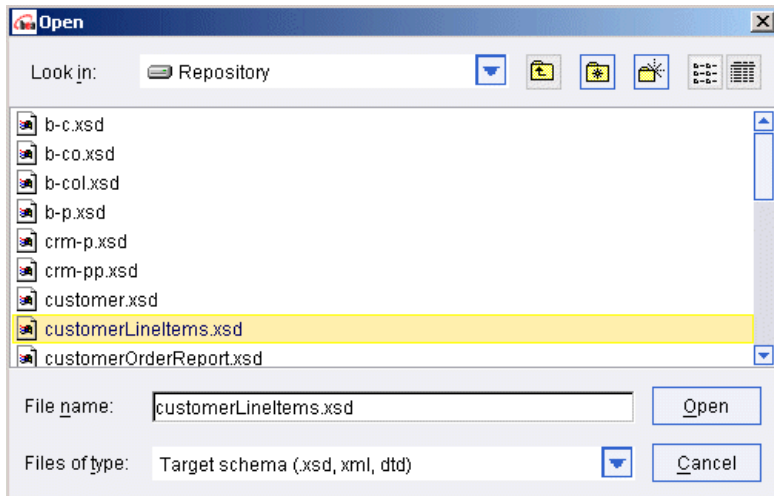 Open
Look in: Repository
b-c.xsd
b-co.xsd
b-col.xsd
b-p.xsd
crm-p.xsd
crm-pp.xsd
customer.xsd
customerLineItems.xsd
customerOrderReport.xsd
File name: customerLineItems.xsd Open
Files of type: Target schema (.xsd, xml, dtd) Cancel